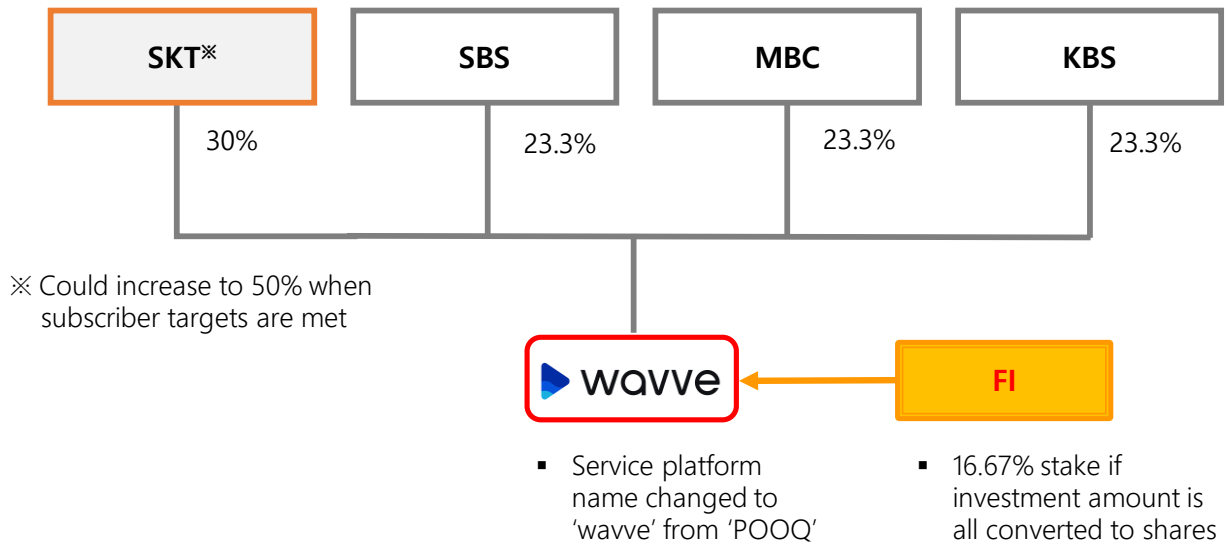 SKT※
SBS
MBC
KBS
30%
23.3%
23.3%
23.3%
※ Could increase to 50% when
subscriber targets are met
wavve
FI
▪ Service platform
name changed to
‘wavve’ from ‘POOQ’
▪ 16.67% stake if
investment amount is
all converted to shares